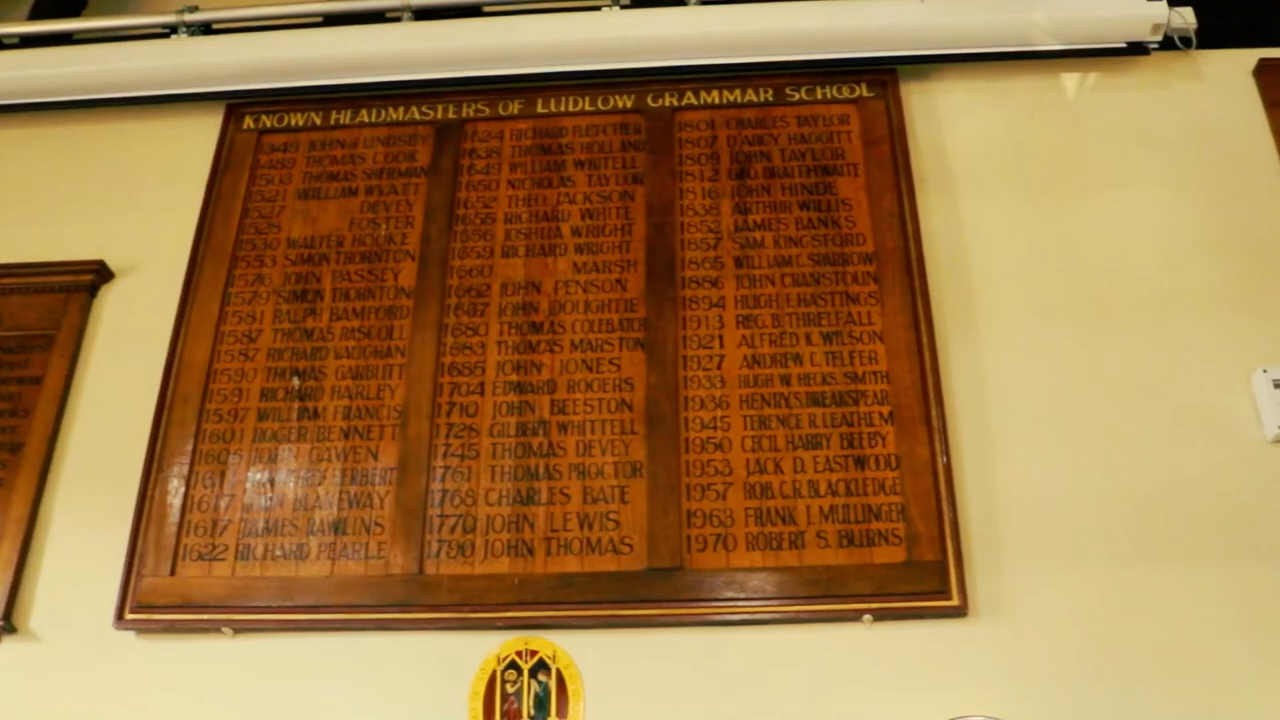 KNOWN HEADMASTERS OF LUDLOW GRAMMAR SCHOOL
1349 JOHN of LINDSBY
1489 THOMAS COOK
1503 THOMAS SHERMAN
1521 WILLIAM WYATT
1527 DEVEY
1528 FOSTER
1530 WALTER HOOKE
1553 SIMON THORNTON
1576 JOHN PASSEY
1579 SIMON THORNTON
1581 RALPH BAMFORD
1587 THOMAS RASCOLL
1587 RICHARD VAUGHAN
1590 THOMAS GARBUTT
1591 RICHARD HARLEY
1597 WILLIAM FRANCIS
1601 ROGER BENNETT
1605 JOHN GAWEN
HERBERT
1617 JOHN BLAKEWAY
1617 JAMES RAWLINS
1622 RICHARD PEARLE
1624 RICHARD FLETCHER
1638 THOMAS HOLLAND
1649 WILLIAM WHITELL
1650 NICHOLAS TAYLOR
1652 THEO. JACKSON
1655 RICHARD WHITE
1656 JOSHUA WRIGHT
1659 RICHARD WRIGHT
1660 MARSH
1662 JOHN PENSON
1667 JOHN DOUGHTIE
1680 THOMAS COLEBATCH
1683 THOMAS MARSTON
1685 JOHN JONES
1704 EDWARD ROGERS
1710 JOHN BEESTON
1728 GILBERT WHITTELL
1745 THOMAS DEVEY
1761 THOMAS PROCTOR
1768 CHARLES BATE
1770 JOHN LEWIS
1790 JOHN THOMAS
1801 CHARLES TAYLOR
1807 D'ARCY HAGGITT
1809 JOHN TAYLOR
1812 GEO. BRAITHWAITE
1816 JOHN HINDE
1838 ARTHUR WILLIS
1852 JAMES BANKS
1857 SAM. KINGSFORD
1865 WILLIAM C. SPARROW
1886 JOHN CRANSTOUN
1894 HUGH E. HASTINGS
1913 REG. B. THRELFALL
1921 ALFRED K. WILSON
1927 ANDREW C. TELFER
1933 HUGH W. HECKS. SMITH
1936 HENRY.S. BREAKSPEAR
1945 TERENCE R. LEATHEM
1950 CECIL HARRY BEEBY
1953 JACK D. EASTWOOD
1957 ROB. C.R. BLACKLEDGE
1963 FRANK J. MULLINGER
1970 ROBERT S. BURNS